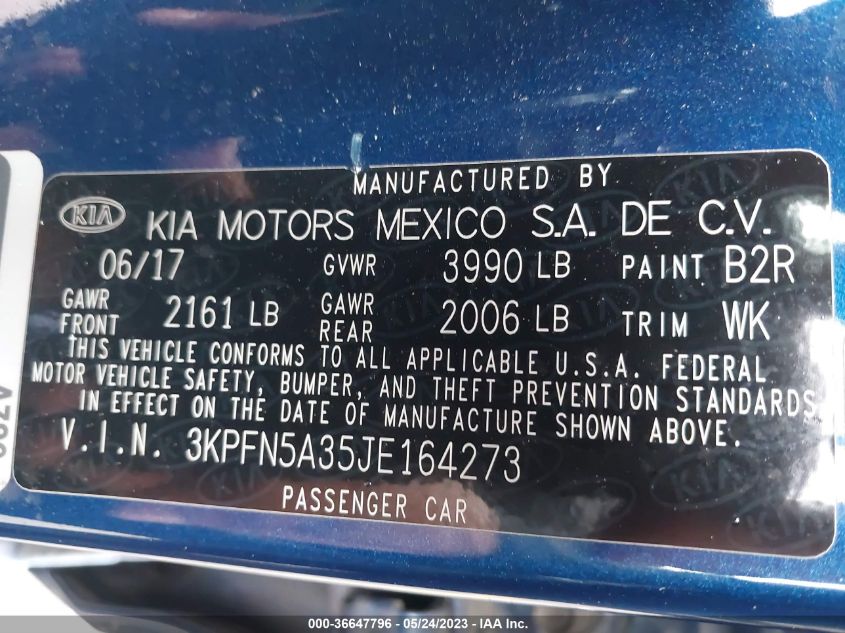 MANUFACTURED BY
KIA KIA MOTORS MEXICO S.A. DE C.V.
06/17 GVWR 3990 LB PAINT B2R
GAWR FRONT 2161 LB GAWR REAR 2006 LB TRIM WK
THIS VEHICLE CONFORMS TO ALL APPLICABLE U.S.A. FEDERAL
MOTOR VEHICLE SAFETY, BUMPER, AND THEFT PREVENTION STANDARDS
IN EFFECT ON THE DATE OF MANUFACTURE SHOWN ABOVE.
V.I.N. 3KPFN5A35JE164273
PASSENGER CAR
000-36647796 - 05/24/2023 - IAA Inc.